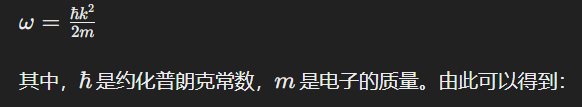 ω = ħk²/2m
其中，ħ 是约化普朗克常数，m 是电子的质量。由此可以得到：